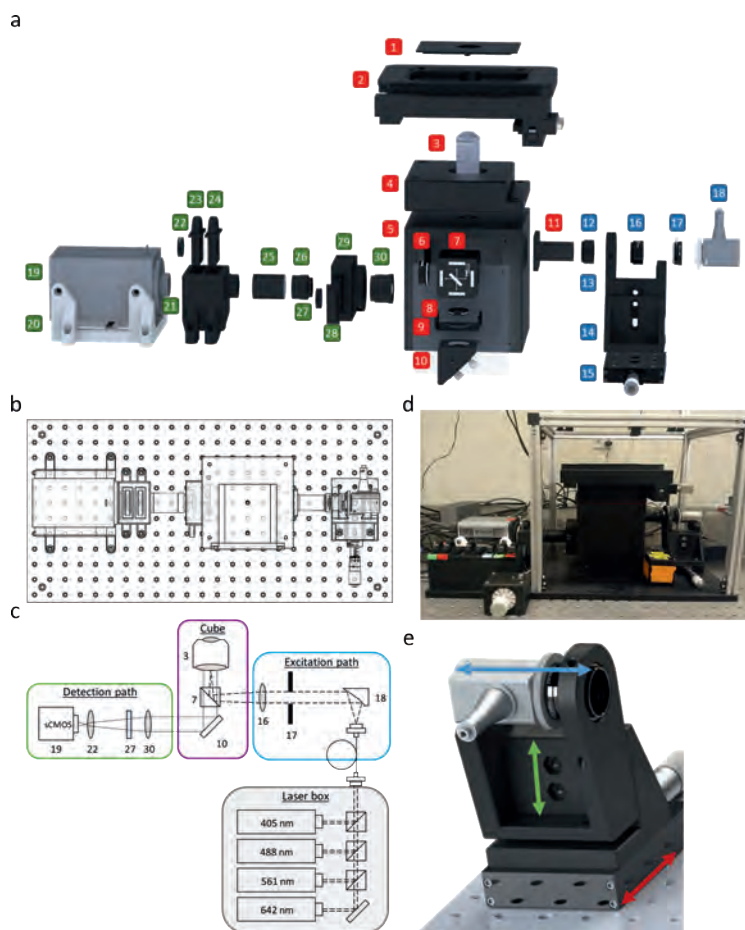 a
1
2
3
4
5
6
7
8
9
10
11
12
13
14
15
16
17
18
19
20
21
22
23
24
25
26
27
28
29
30
b
c
Cube
3
7
10
Detection path
sCMOS
19
22
27
30
Excitation path
16
17
18
Laser box
405 nm
488 nm
561 nm
642 nm
d
e